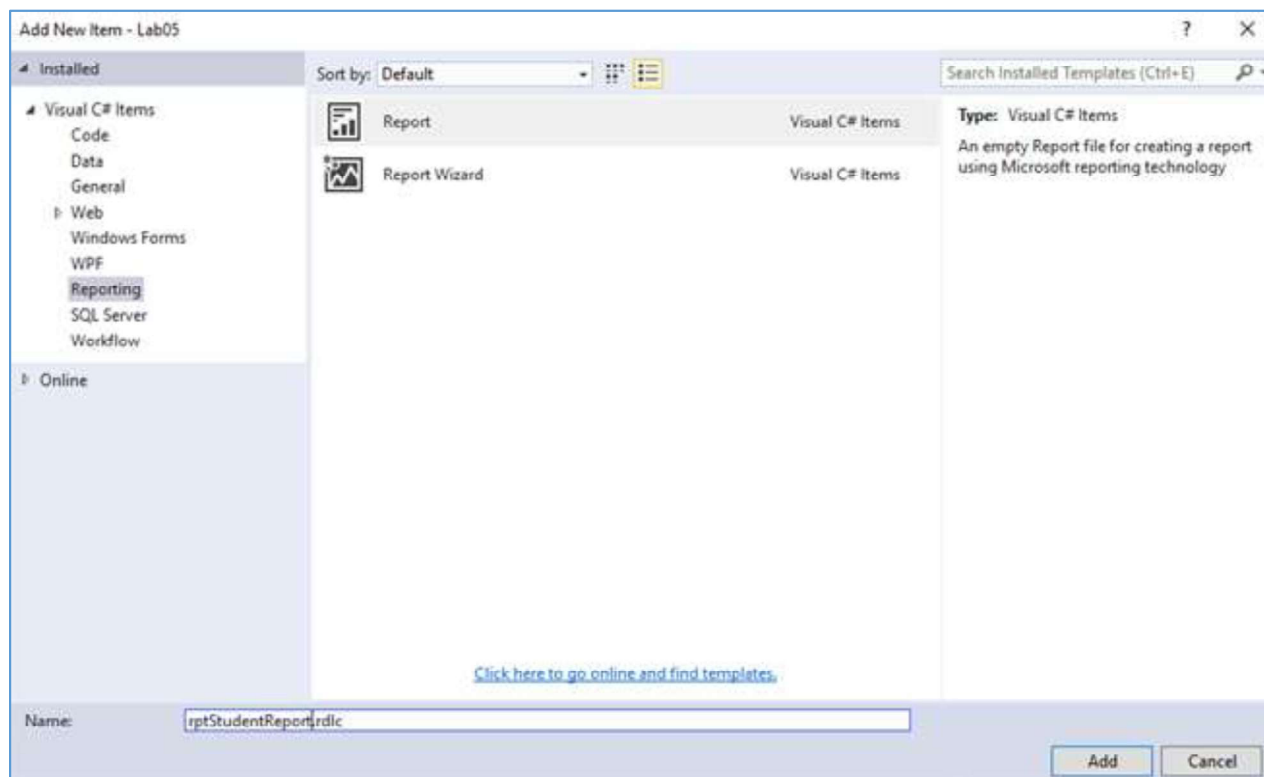 Add New Item - Lab05
?
Installed
Sort by: Default
Search Installed Templates (Ctrl+E)
Visual C# Items
Code
Data
General
Web
Windows Forms
WPF
Reporting
SQL Server
Workflow
Online
Report Visual C# Items
Report Wizard Visual C# Items
Type: Visual C# Items
An empty Report file for creating a report
using Microsoft reporting technology
Click here to go online and find templates.
Name: rptStudentReport.rdlc
Add Cancel